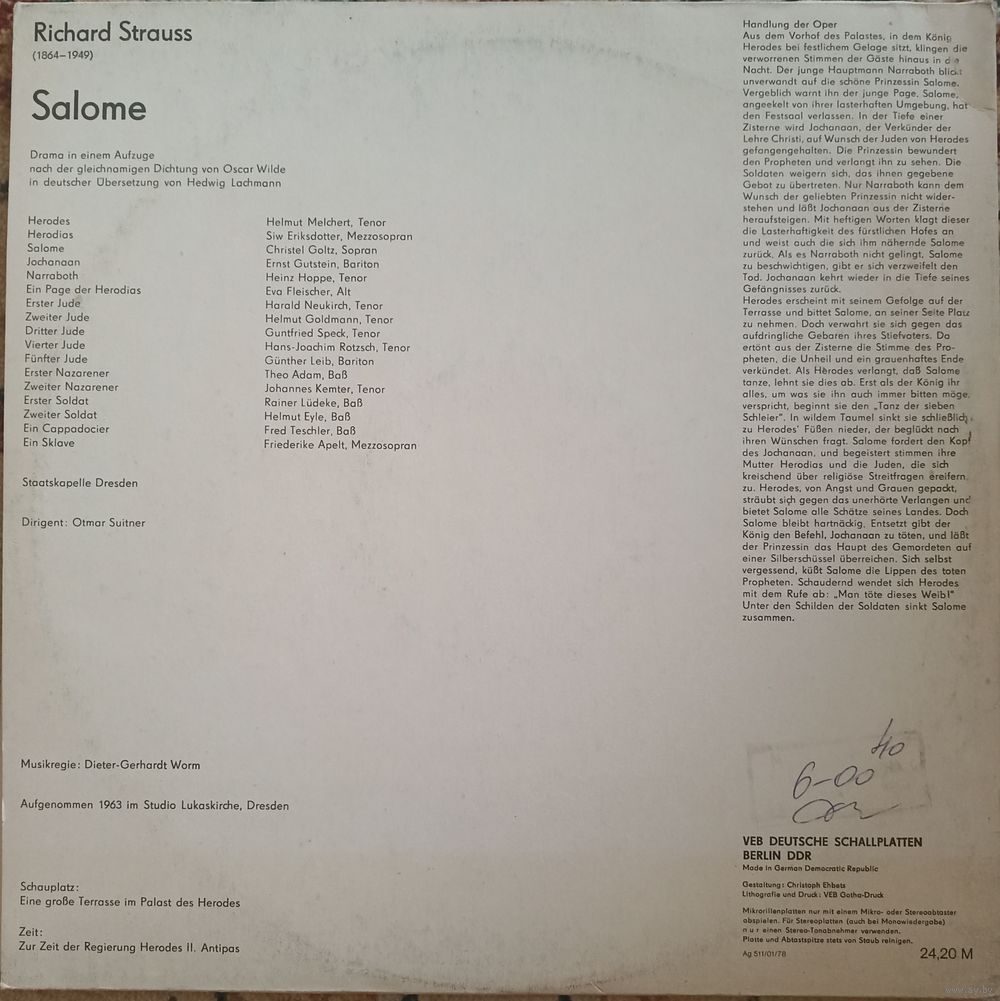 Richard Strauss
(1864–1949)
Salome
Drama in einem Aufzuge
nach der gleichnamigen Dichtung von Oscar Wilde
in deutscher Übersetzung von Hedwig Lachmann
Herodes Helmut Melchert, Tenor
Herodias Siw Eriksdotter, Mezzosopran
Salome Christel Goltz, Sopran
Jochanaan Ernst Gutstein, Bariton
Narraboth Heinz Hoppe, Tenor
Ein Page der Herodias Eva Fleischer, Alt
Erster Jude Harald Neukirch, Tenor
Zweiter Jude Helmut Goldmann, Tenor
Dritter Jude Guntfried Speck, Tenor
Vierter Jude Hans-Joachim Rotzsch, Tenor
Fünfter Jude Günther Leib, Bariton
Erster Nazarener Theo Adam, Baß
Zweiter Nazarener Johannes Kemter, Tenor
Erster Soldat Rainer Lüdeke, Baß
Zweiter Soldat Helmut Eyle, Baß
Ein Cappadocier Fred Teschler, Baß
Ein Sklave Friederike Apelt, Mezzosopran
Staatskapelle Dresden
Dirigent: Otmar Suitner
Musikregie: Dieter-Gerhardt Worm
Aufgenommen 1963 im Studio Lukaskirche, Dresden
Schauplatz:
Eine große Terrasse im Palast des Herodes
Zeit:
Zur Zeit der Regierung Herodes II. Antipas
Handlung der Oper
Aus dem Vorhof des Palastes, in dem König
Herodes bei festlichem Gelage sitzt, klingen die
verworrenen Stimmen der Gäste hinaus in die
Nacht. Der junge Hauptmann Narraboth blickt
unverwandt auf die schöne Prinzessin Salome.
Vergeblich warnt ihn der junge Page. Salome,
angeekelt von ihrer lasterhaften Umgebung, hat
den Festsaal verlassen. In der Tiefe einer
Zisterne wird Jochanaan, der Verkünder der
Lehre Christi, auf Wunsch der Juden von Herodes
gefangengehalten. Die Prinzessin bewundert
den Propheten und verlangt ihn zu sehen. Die
Soldaten weigern sich, das ihnen gegebene
Gebot zu übertreten. Nur Narraboth kann dem
Wunsch der geliebten Prinzessin nicht wider-
stehen und läßt Jochanaan aus der Zisterne
heraufsteigen. Mit heftigen Worten klagt dieser
die Lasterhaftigkeit des fürstlichen Hofes an
und weist auch die sich ihm nähernde Salome
zurück. Als es Narraboth nicht gelingt, Salome
zu beschwichtigen, gibt er sich verzweifelt den
Tod. Jochanaan kehrt wieder in die Tiefe seines
Gefängnisses zurück.
Herodes erscheint mit seinem Gefolge auf der
Terrasse und bittet Salome, an seiner Seite Platz
zu nehmen. Doch verwahrt sie sich gegen das
aufdringliche Gebaren ihres Stiefvaters. Da
ertönt aus der Zisterne die Stimme des Pro-
pheten, die Unheil und ein grauenhaftes Ende
verkündet. Als Herodes verlangt, daß Salome
tanze, lehnt sie dies ab. Erst als der König ihr
alles, um was sie ihn auch immer bitten möge,
verspricht, beginnt sie den „Tanz der sieben
Schleier". In wildem Taumel sinkt sie schließlich
zu Herodes' Füßen nieder, der beglückt nach
ihren Wünschen fragt. Salome fordert den Kopf
des Jochanaan, und begeistert stimmen ihre
Mutter Herodias und die Juden, die sich
kreischend über religiöse Streitfragen ereifern,
zu. Herodes, von Angst und Grauen gepackt,
sträubt sich gegen das unerhörte Verlangen und
bietet Salome alle Schätze seines Landes. Doch
Salome bleibt hartnäckig. Entsetzt gibt der
König den Befehl, Jochanaan zu töten, und läßt
der Prinzessin das Haupt des Gemordeten auf
einer Silberschüssel überreichen. Sich selbst
vergessend, küßt Salome die Lippen des toten
Propheten. Schaudernd wendet sich Herodes
mit dem Rufe ab: „Man töte dieses Weib!"
Unter den Schilden der Soldaten sinkt Salome
zusammen.
40
6-00
VEB DEUTSCHE SCHALLPLATTEN
BERLIN DDR
Made in German Democratic Republic
Gestaltung: Christoph Ehbets
Lithografie und Druck: VEB Gotha-Druck
Mikrorillenplatten nur mit einem Mikro- oder Stereoabtaster
abspielen. Für Stereoplatten (auch bei Monowiedergabe)
nur einen Stereo-Tonabnehmer verwenden.
Platte und Abtastspitze stets von Staub reinigen.
Ag 511/01/78 24,20 M
www.ay.by